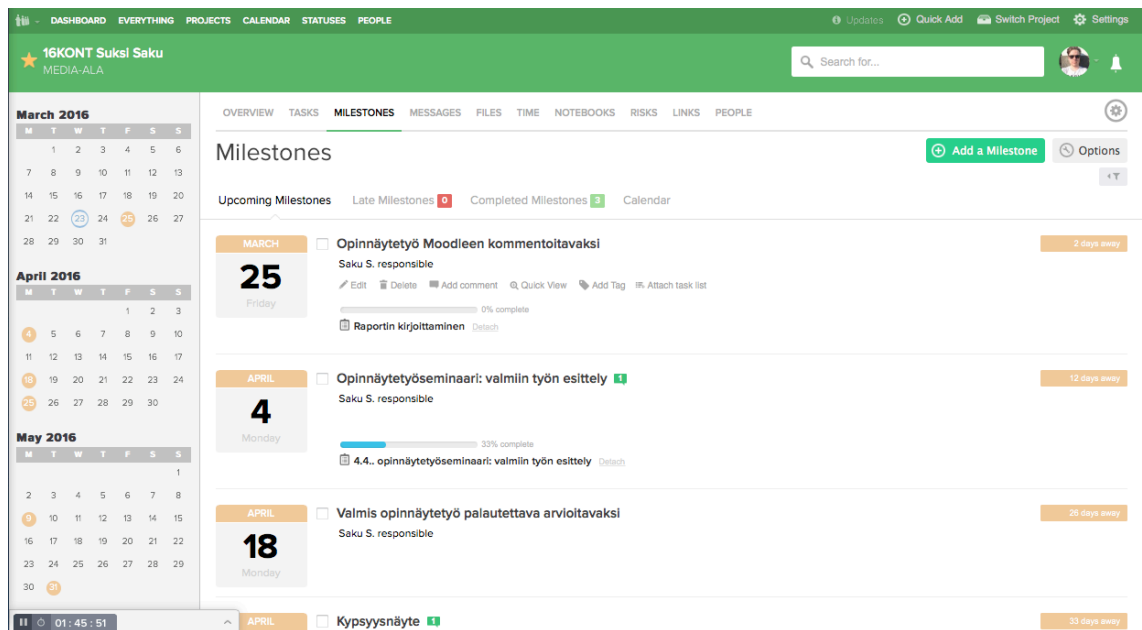 DASHBOARD EVERYTHING PROJECTS CALENDAR STATUSES PEOPLE Updates Quick Add Switch Project Settings
16KONT Suksi Saku
MEDIA-ALA
Search for...
March 2016
M T W T F S S
1 2 3 4 5 6
7 8 9 10 11 12 13
14 15 16 17 18 19 20
21 22 23 24 25 26 27
28 29 30 31
April 2016
M T W T F S S
1 2 3
4 5 6 7 8 9 10
11 12 13 14 15 16 17
18 19 20 21 22 23 24
25 26 27 28 29 30
May 2016
M T W T F S S
1
2 3 4 5 6 7 8
9 10 11 12 13 14 15
16 17 18 19 20 21 22
23 24 25 26 27 28 29
30 31
01:45:51
OVERVIEW TASKS MILESTONES MESSAGES FILES TIME NOTEBOOKS RISKS LINKS PEOPLE
Milestones
Add a Milestone Options
Upcoming Milestones Late Milestones 0 Completed Milestones 3 Calendar
MARCH
25
Friday
Opinnäytetyö Moodleen kommentoitavaksi
2 days away
Saku S. responsible
Edit Delete Add comment Quick View Add Tag Attach task list
0% complete
Raportin kirjoittaminen Detach
APRIL
4
Monday
Opinnäytetyöseminaari: valmiin työn esittely 1
12 days away
Saku S. responsible
33% complete
4.4.. opinnäytetyöseminaari: valmiin työn esittely Detach
APRIL
18
Monday
Valmis opinnäytetyö palautettava arvioitavaksi
26 days away
Saku S. responsible
APRIL
Kypsyysnäyte 1
33 days away